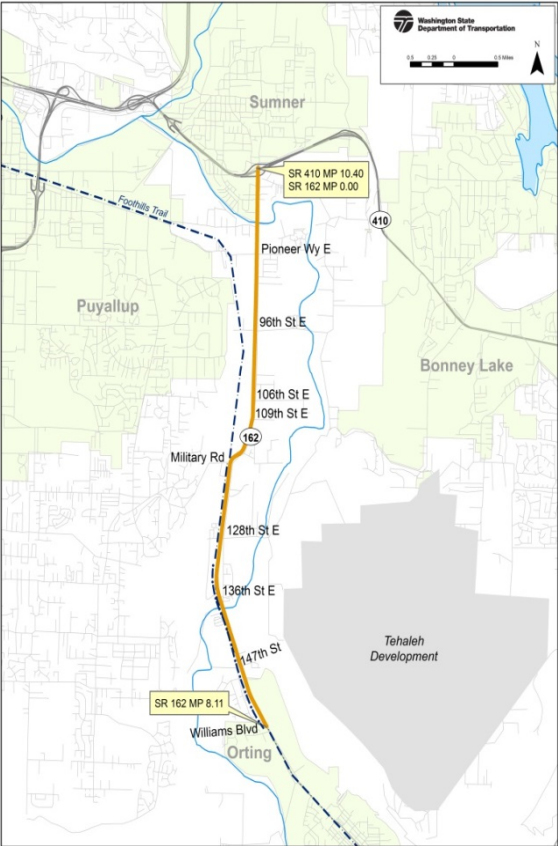 Washington State
Department of Transportation
0.5 0.25 0 0.5 Miles
N
Sumner
SR 410 MP 10.40
SR 162 MP 0.00
Foothills Trail
410
Pioneer Wy E
Puyallup
96th St E
Bonney Lake
106th St E
109th St E
162
Military Rd
128th St E
136th St E
147th St
Tehaleh
Development
SR 162 MP 8.11
Williams Blvd
Orting